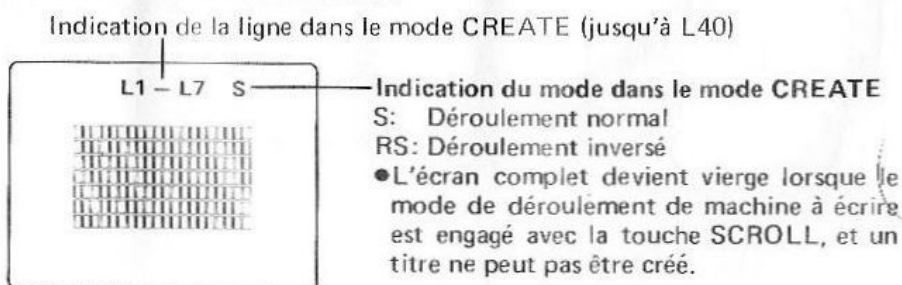 Indication de la ligne dans le mode CREATE (jusqu'à L40)
L1 – L7 S
Indication du mode dans le mode CREATE
S: Déroulement normal
RS: Déroulement inversé
●L'écran complet devient vierge lorsque le
mode de déroulement de machine à écrire
est engagé avec la touche SCROLL, et un
titre ne peut pas être créé.